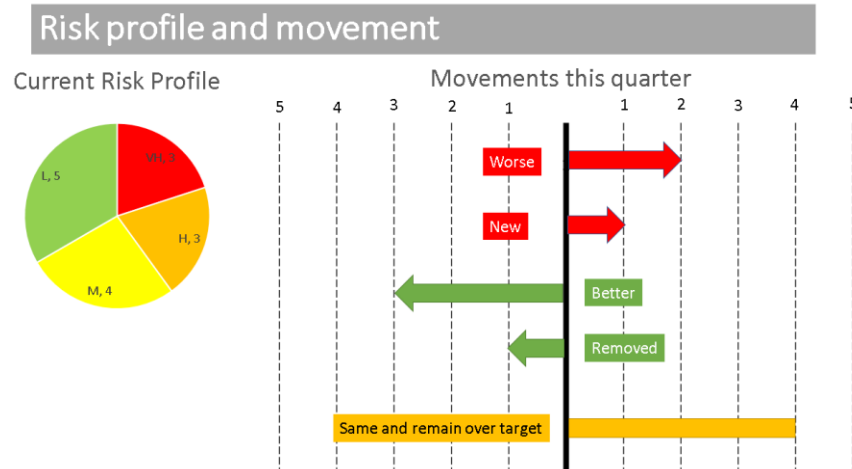 Risk profile and movement
Current Risk Profile
Movements this quarter
5 4 3 2 1 1 2 3 4 5
VH, 3
L, 5
H, 3
M, 4
Worse
New
Better
Removed
Same and remain over target